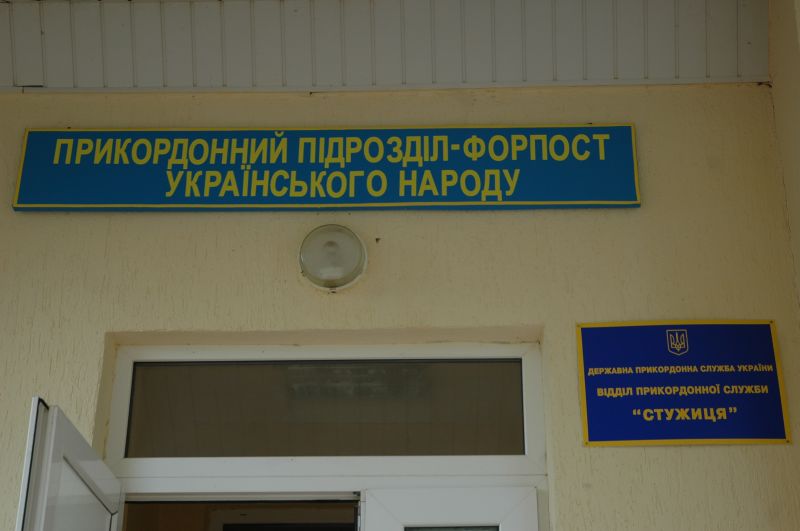 ПРИКОРДОННИЙ ПІДРОЗДІЛ-ФОРПОСТ
УКРАЇНСЬКОГО НАРОДУ
ДЕРЖАВНА ПРИКОРДОННА СЛУЖБА УКРАЇНИ
ВІДДІЛ ПРИКОРДОННОЇ СЛУЖБИ
“СТУЖИЦЯ”